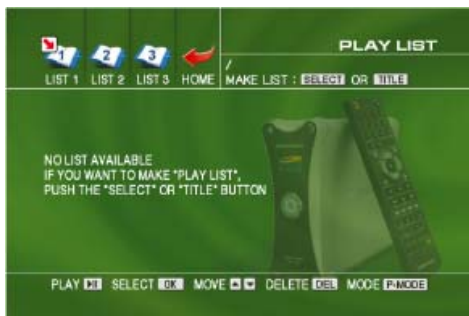 PLAY LIST
1 2 3
LIST 1 LIST 2 LIST 3 HOME
/
MAKE LIST : SELECT OR TITLE
NO LIST AVAILABLE
IF YOU WANT TO MAKE "PLAY LIST",
PUSH THE "SELECT" OR "TITLE" BUTTON
PLAY SELECT OK MOVE DELETE DEL MODE P-MODE